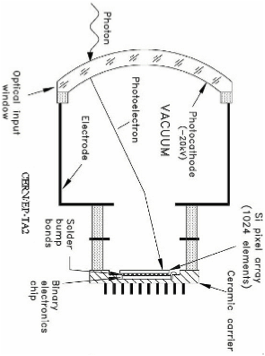 Photon
Optical input
window
Photoelectron
VACUUM
Photocathode
(~20kV)
Electrode
CERN/EP-TA2
Si pixel array
(1024 elements)
Solder
bump
bonds
Binary
electronics
chip
Ceramic carrier